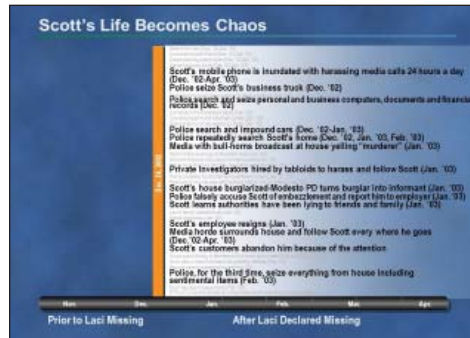 Scott's Life Becomes Chaos
Scott's mobile phone is inundated with harassing media calls 24 hours a day
(Dec. '02-Apr. '03)
Police seize Scott's business truck (Dec. '02)
Police search and seize personal and business computers, documents and financial
records (Dec. '02)
Police search and impound cars (Dec. '02-Jan. '03)
Police repeatedly search Scott's home (Dec. '02, Jan. '03, Feb. '03)
Media with bull-horns broadcast at house yelling "murderer" (Jan. '03)
Private Investigators hired by tabloids to harass and follow Scott (Jan. '03)
Scott's house burglarized-Modesto PD turns burglar into informant (Jan. '03)
Police falsely accuse Scott of embezzlement and report him to employer (Jan. '03)
Scott learns authorities have been lying to friends and family (Jan. '03)
Scott's employee resigns (Jan. '03)
Media horde surrounds house and follow Scott every where he goes
(Dec. '02-Apr. '03)
Scott's customers abandon him because of the attention
Police, for the third time, seize everything from house including
sentimental items (Feb. '03)
Nov. Dec. Jan. Feb. Mar. Apr.
Prior to Laci Missing After Laci Declared Missing